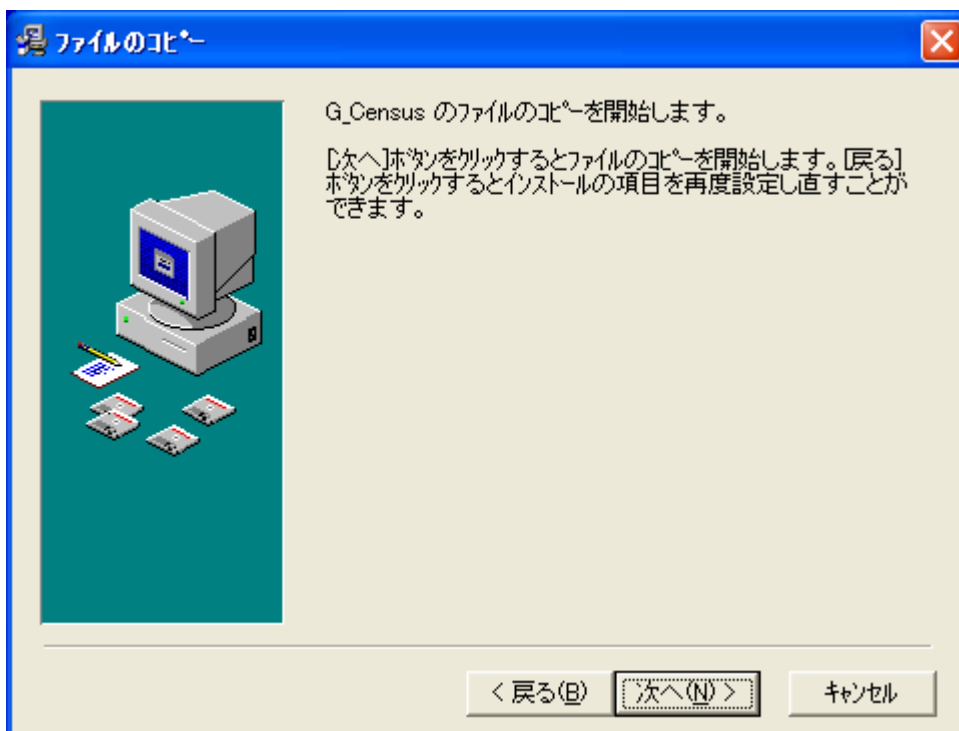 ファイルのコピー
G_Census のファイルのコピーを開始します。
[次へ]ボタンをクリックするとファイルのコピーを開始します。[戻る]
ボタンをクリックするとインストールの項目を再度設定し直すことが
できます。
< 戻る(B)
次へ(N) >
キャンセル